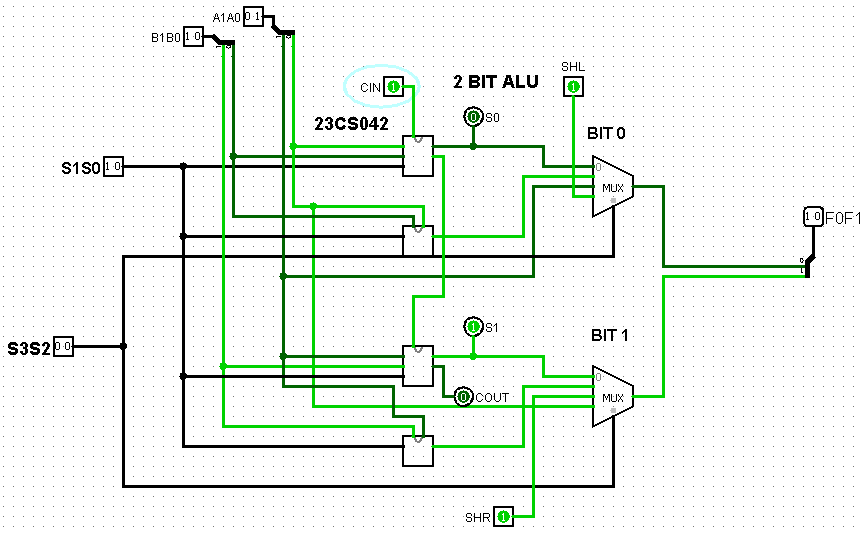 A1A0 0 1
B1B0 1 0
SHL
CIN 1
2 BIT ALU
1
0 S0
23CS042
BIT 0
S1S0 1 0
0
MUX
1 0 F0F1
0
1
1 S1
BIT 1
S3S2 0 0
0
0 COUT
MUX
SHR 1